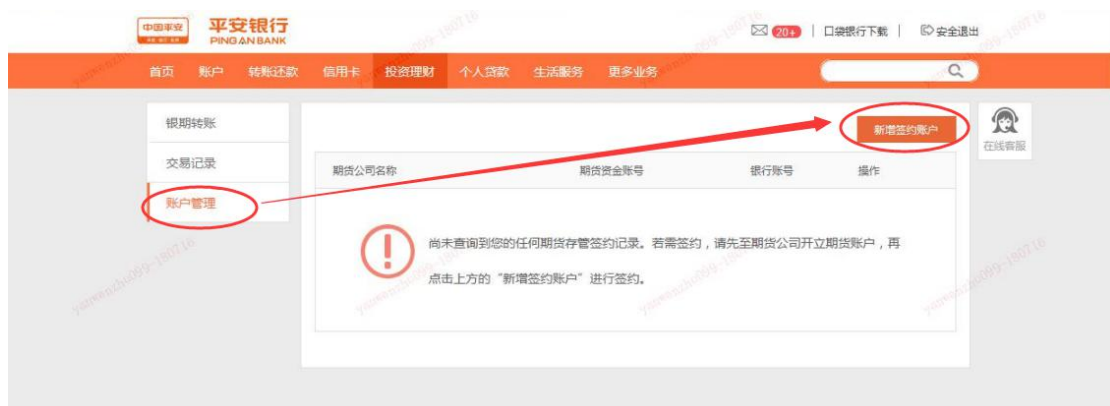 中国平安
平安银行
PING AN BANK
20+
口袋银行下载
安全退出
首页 账户 转账还款 信用卡 投资理财 个人贷款 生活服务 更多业务
银期转账
交易记录
账户管理
新增签约账户
在线客服
期货公司名称 期货资金账号 银行账号 操作
尚未查询到您的任何期货存管签约记录。若需签约,请先至期货公司开立期货账户,再
点击上方的“新增签约账户”进行签约。